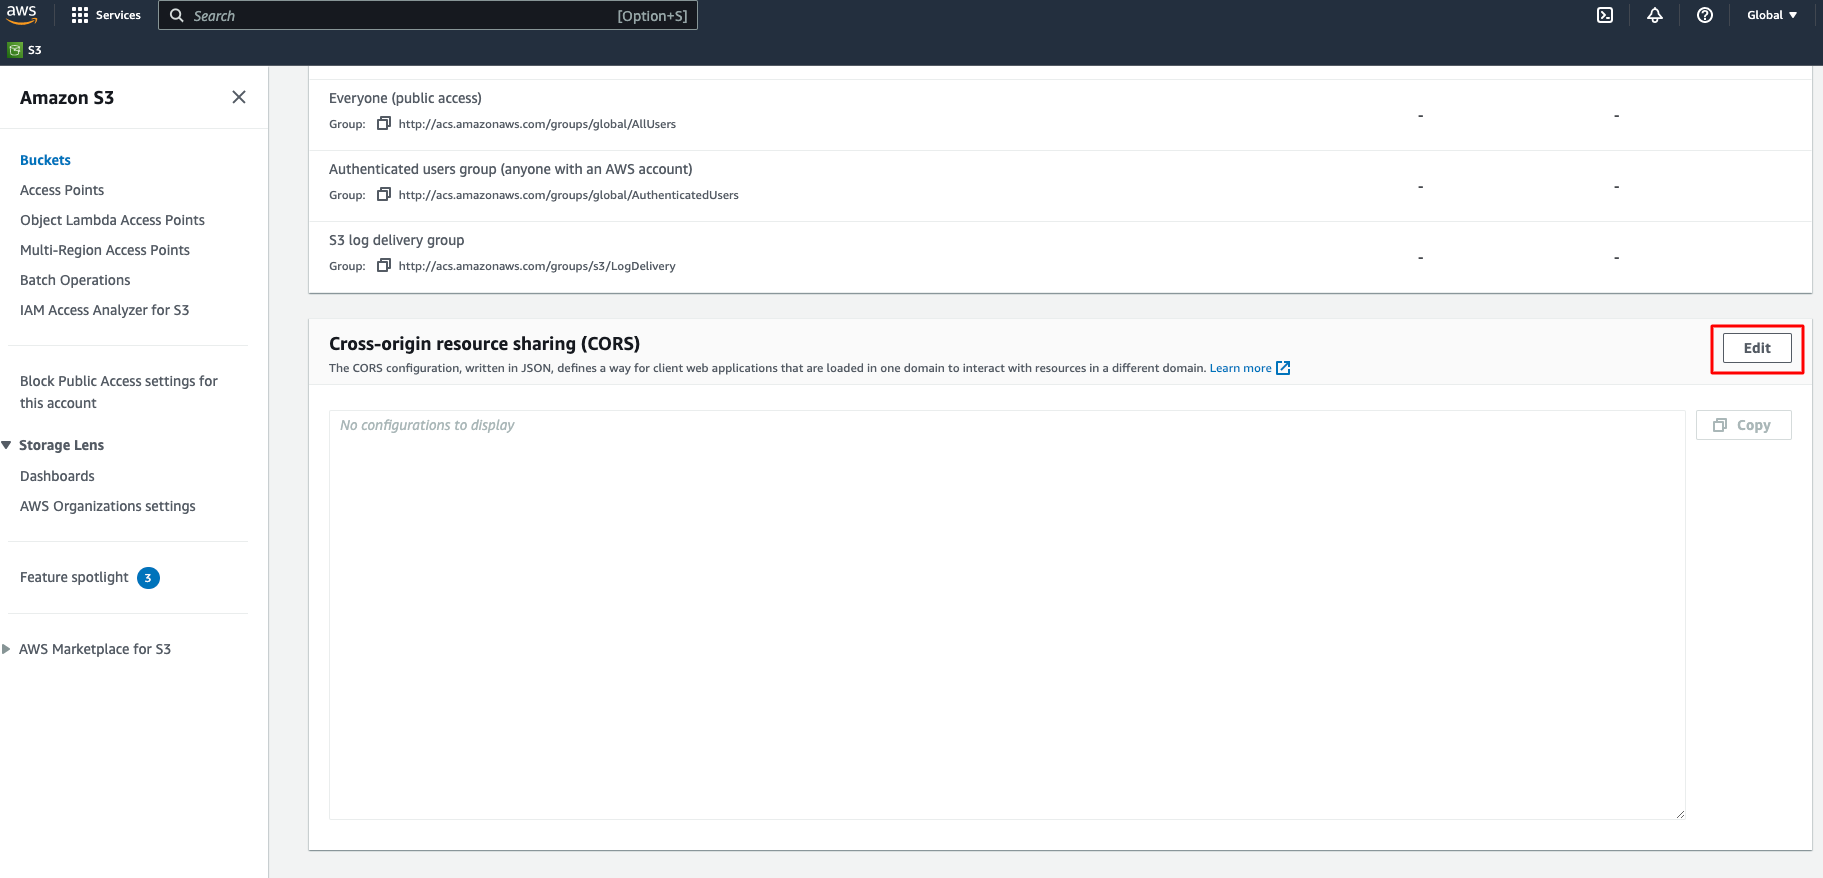 aws
Services
Search
[Option+S]
Global
S3
Amazon S3
Buckets
Access Points
Object Lambda Access Points
Multi-Region Access Points
Batch Operations
IAM Access Analyzer for S3
Block Public Access settings for
this account
Storage Lens
Dashboards
AWS Organizations settings
Feature spotlight 3
AWS Marketplace for S3
Everyone (public access)
Group: http://acs.amazonaws.com/groups/global/AllUsers
- -
Authenticated users group (anyone with an AWS account)
Group: http://acs.amazonaws.com/groups/global/AuthenticatedUsers
- -
S3 log delivery group
Group: http://acs.amazonaws.com/groups/s3/LogDelivery
- -
Cross-origin resource sharing (CORS)
The CORS configuration, written in JSON, defines a way for client web applications that are loaded in one domain to interact with resources in a different domain. Learn more
Edit
No configurations to display
Copy